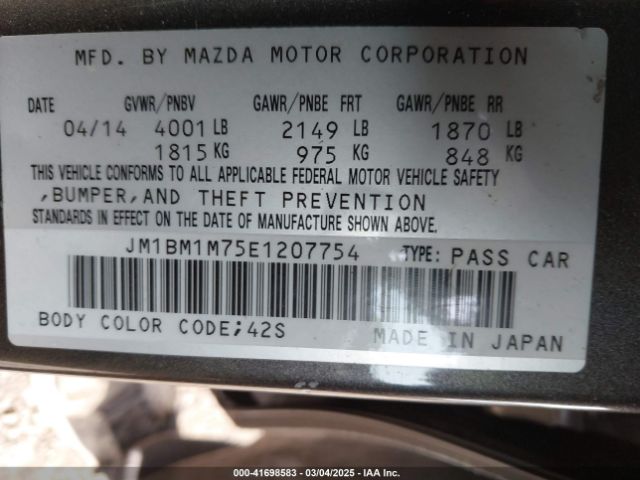 MFD. BY MAZDA MOTOR CORPORATION
DATE GVWR/PNBV GAWR/PNBE FRT GAWR/PNBE RR
04/14 4001 LB 2149 LB 1870 LB
1815 KG 975 KG 848 KG
THIS VEHICLE CONFORMS TO ALL APPLICABLE FEDERAL MOTOR VEHICLE SAFETY
,BUMPER,AND THEFT PREVENTION
STANDARDS IN EFFECT ON THE DATE OF MANUFACTURE SHOWN ABOVE.
JM1BM1M75E1207754 TYPE: PASS CAR
BODY COLOR CODE;42S MADE IN JAPAN
000-41698583 — 03/04/2025 — IAA Inc.